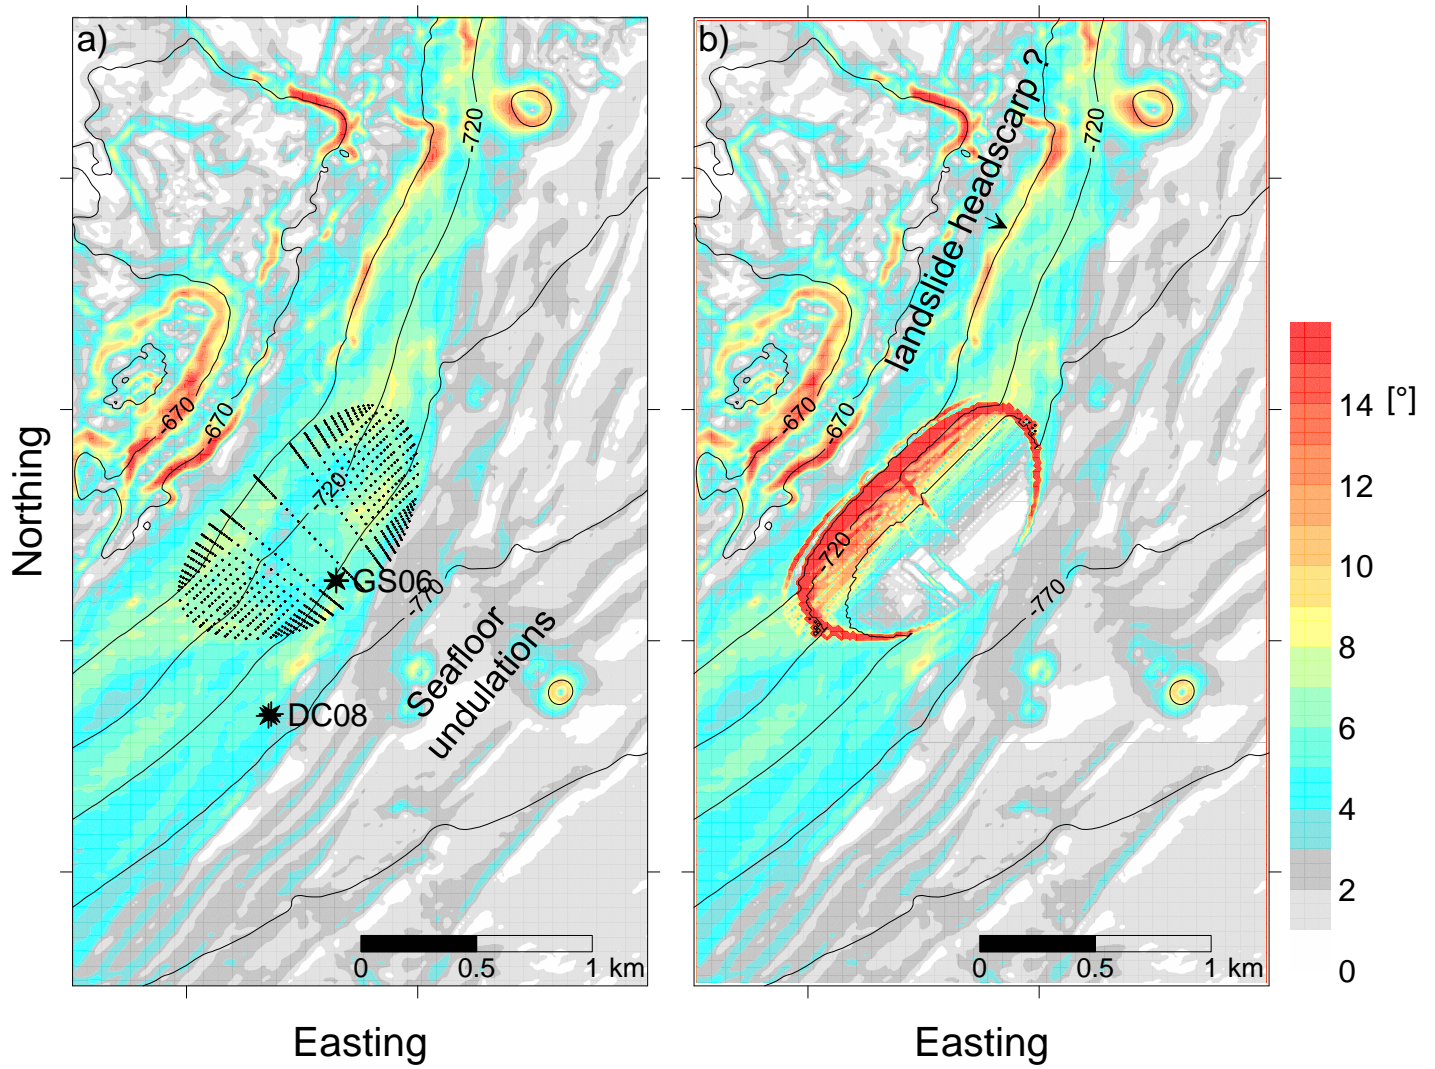 a)
-720
-670
-670
-720
GS06
-770
Seafloor
undulations
DC08
0 0.5 1 km
Northing
Easting
b)
landslide headscarp ?
-720
-670
-670
-720
-770
0 0.5 1 km
Easting
14 [°]
12
10
8
6
4
2
0